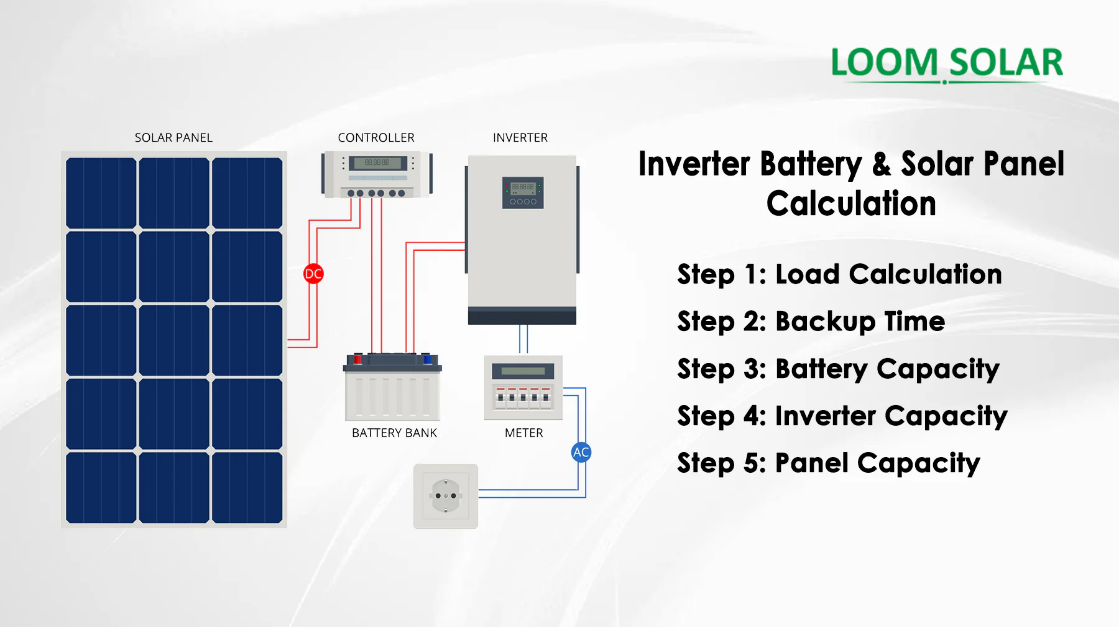 LOOM SOLAR
SOLAR PANEL
CONTROLLER
INVERTER
DC
BATTERY BANK
METER
AC
Inverter Battery & Solar Panel
Calculation
Step 1: Load Calculation
Step 2: Backup Time
Step 3: Battery Capacity
Step 4: Inverter Capacity
Step 5: Panel Capacity